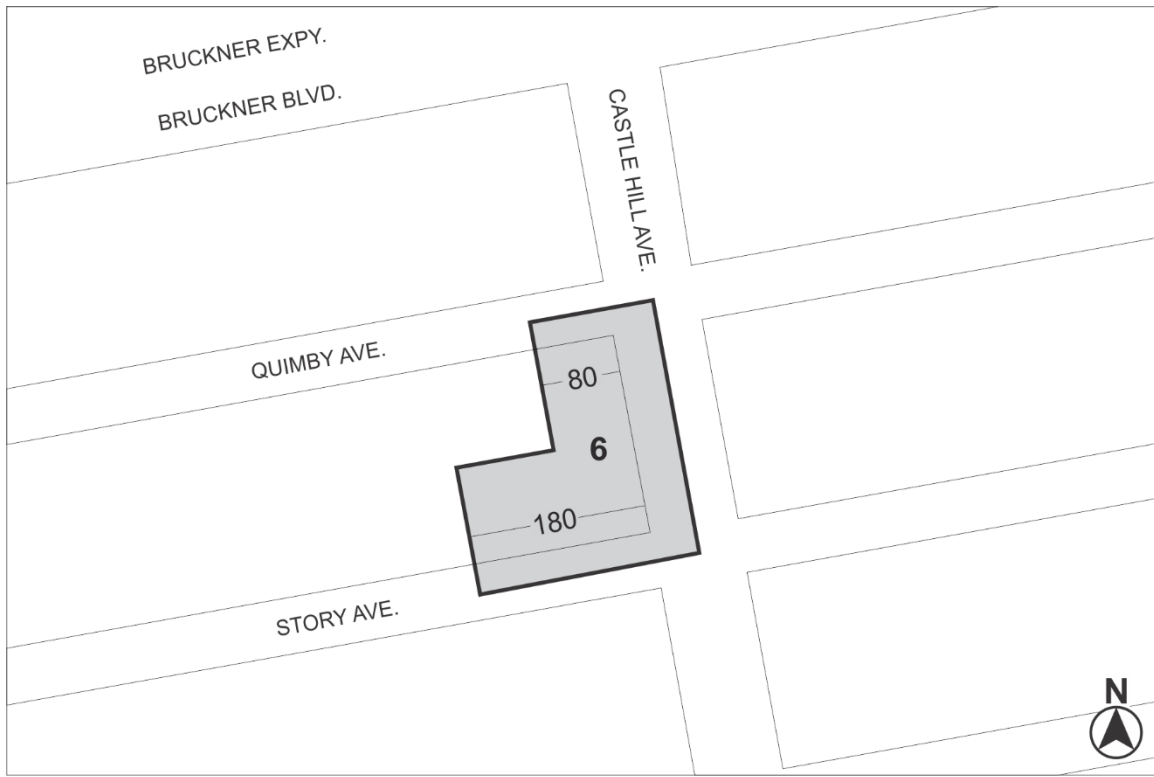 BRUCKNER EXPY.
BRUCKNER BLVD.
CASTLE HILL AVE.
QUIMBY AVE.
80
6
180
STORY AVE.
N